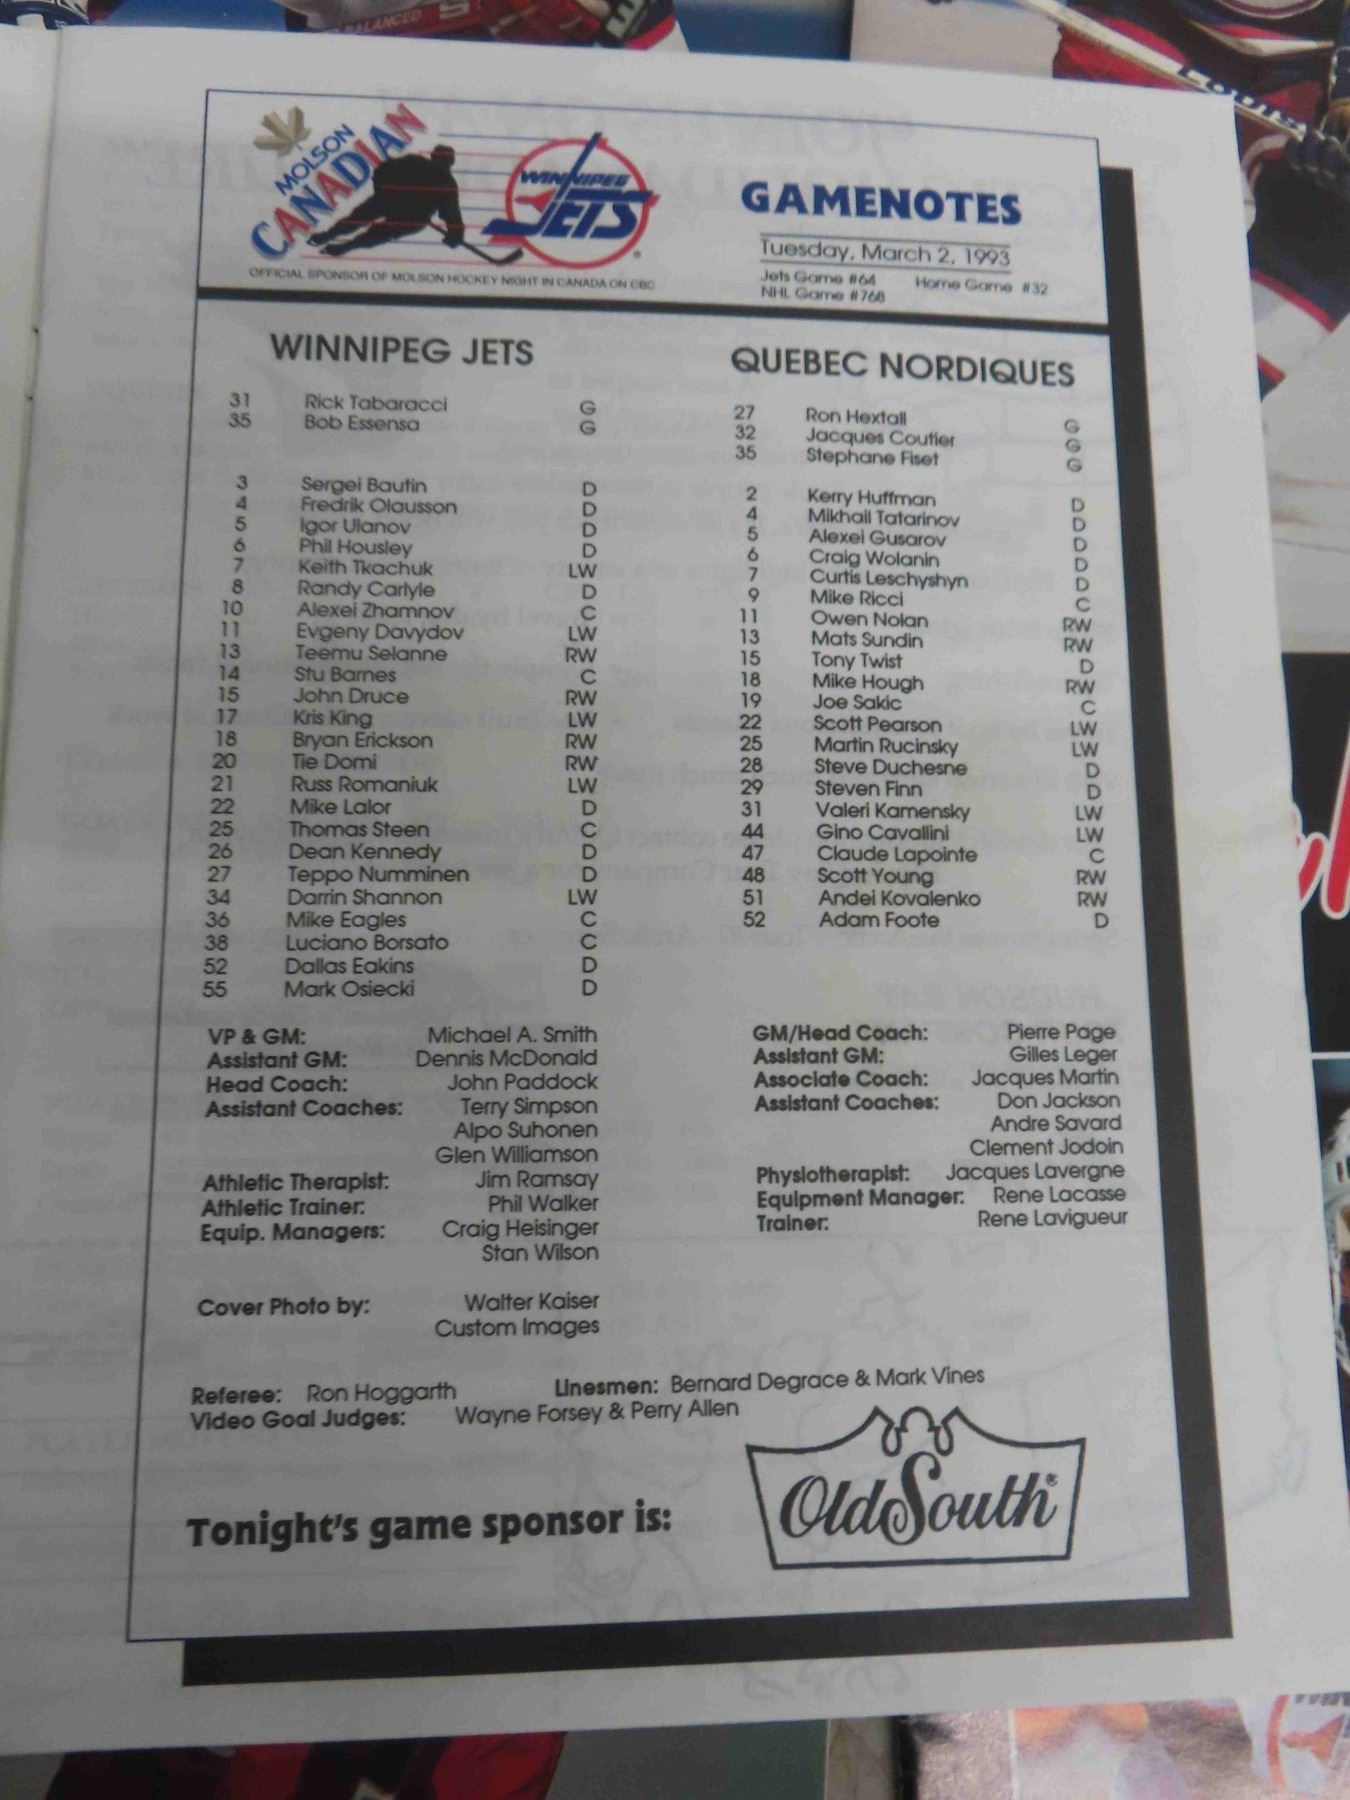 MOLSON
CANADIAN
WINNIPEG
JETS
OFFICIAL SPONSOR OF MOLSON HOCKEY NIGHT IN CANADA ON CBC
GAMENOTES
Tuesday, March 2, 1993
Jets Game #64 Home Game #32
NHL Game #768
WINNIPEG JETS
31 Rick Tabaracci G
35 Bob Essensa G
3 Sergei Bautin D
4 Fredrik Olausson D
5 Igor Ulanov D
6 Phil Housley D
7 Keith Tkachuk LW
8 Randy Carlyle D
10 Alexei Zhamnov C
11 Evgeny Davydov LW
13 Teemu Selanne RW
14 Stu Barnes C
15 John Druce RW
17 Kris King LW
18 Bryan Erickson RW
20 Tie Domi RW
21 Russ Romaniuk LW
22 Mike Lalor D
25 Thomas Steen C
26 Dean Kennedy D
27 Teppo Numminen D
34 Darrin Shannon LW
36 Mike Eagles C
38 Luciano Borsato C
52 Dallas Eakins D
55 Mark Osiecki D
VP & GM: Michael A. Smith
Assistant GM: Dennis McDonald
Head Coach: John Paddock
Assistant Coaches: Terry Simpson
Alpo Suhonen
Glen Williamson
Athletic Therapist: Jim Ramsay
Athletic Trainer: Phil Walker
Equip. Managers: Craig Heisinger
Stan Wilson
Cover Photo by: Walter Kaiser
Custom Images
QUEBEC NORDIQUES
27 Ron Hextall G
32 Jacques Coutier G
35 Stephane Fiset G
2 Kerry Huffman D
4 Mikhail Tatarinov D
5 Alexei Gusarov D
6 Craig Wolanin D
7 Curtis Leschyshyn D
9 Mike Ricci C
11 Owen Nolan RW
13 Mats Sundin RW
15 Tony Twist D
18 Mike Hough RW
19 Joe Sakic C
22 Scott Pearson LW
25 Martin Rucinsky LW
28 Steve Duchesne D
29 Steven Finn D
31 Valeri Kamensky LW
44 Gino Cavallini LW
47 Claude Lapointe C
48 Scott Young RW
51 Andei Kovalenko RW
52 Adam Foote D
GM/Head Coach: Pierre Page
Assistant GM: Gilles Leger
Associate Coach: Jacques Martin
Assistant Coaches: Don Jackson
Andre Savard
Clement Jodoin
Physiotherapist: Jacques Lavergne
Equipment Manager: Rene Lacasse
Trainer: Rene Lavigueur
Referee: Ron Hoggarth Linesmen: Bernard Degrace & Mark Vines
Video Goal Judges: Wayne Forsey & Perry Allen
Tonight's game sponsor is:
Old South®